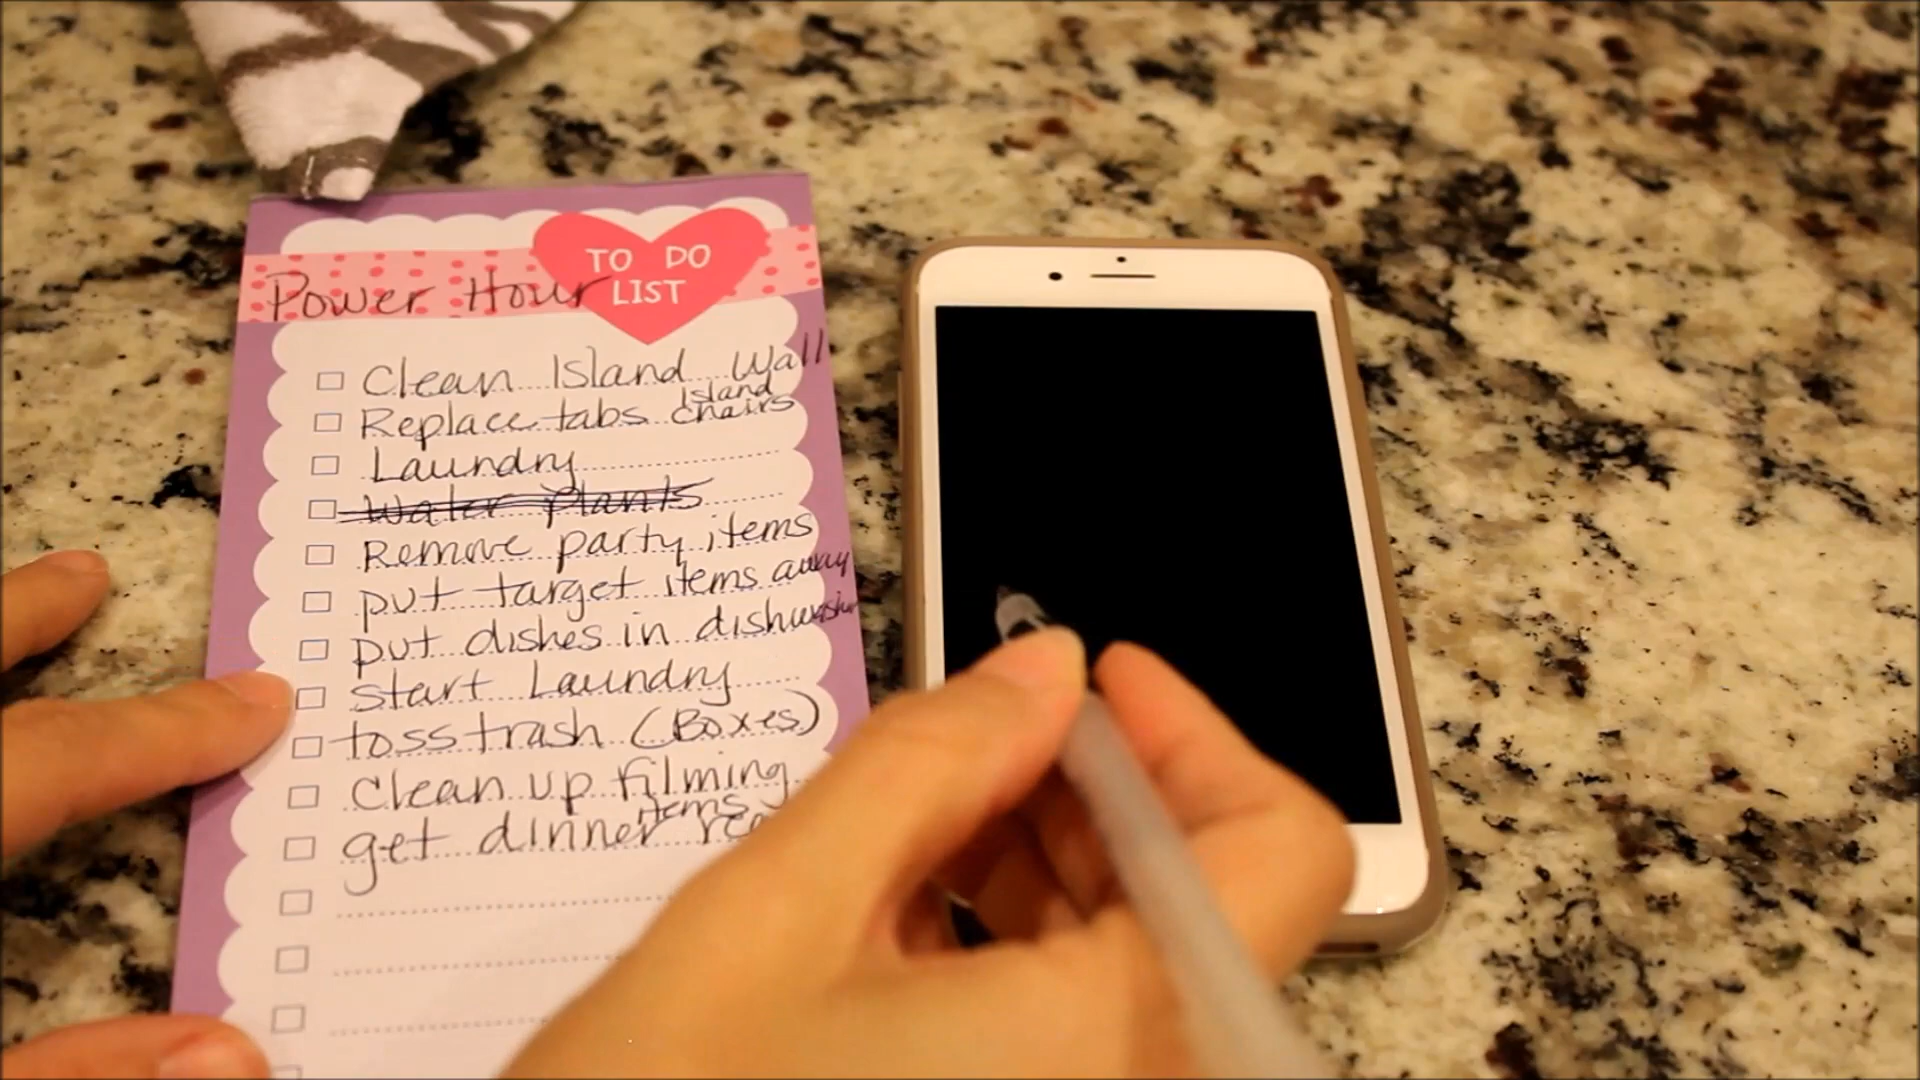 TO DO
Power Hour LIST
Clean Island Wall
Island
Replace tabs chairs
Laundry
Water Plants
Remove party items
put target items away
put dishes in dishwasher
start Laundry
toss trash (Boxes)
Clean up filming
items
get dinner